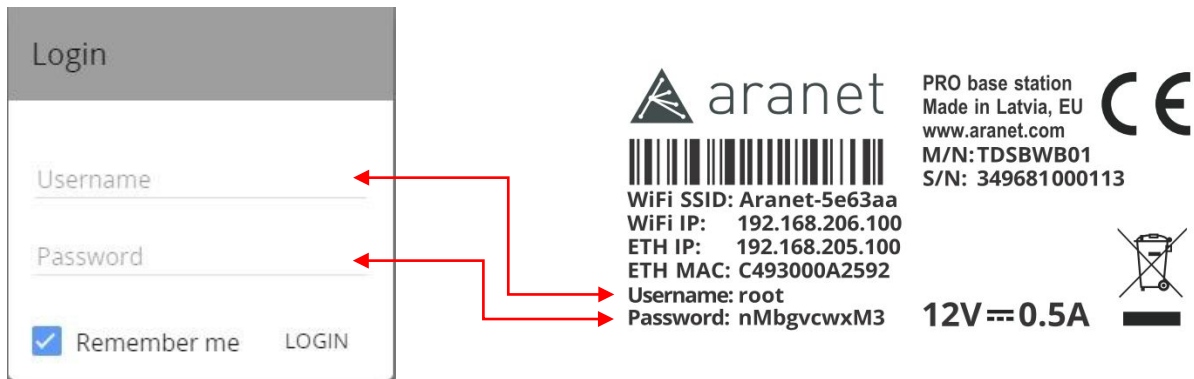 Login
Username
Password
Remember me LOGIN
aranet
WiFi SSID: Aranet-5e63aa
WiFi IP: 192.168.206.100
ETH IP: 192.168.205.100
ETH MAC: C493000A2592
Username: root
Password: nMbgvcwxM3
PRO base station
Made in Latvia, EU
www.aranet.com
M/N: TDSBWB01
S/N: 349681000113
CE
12V⎓0.5A